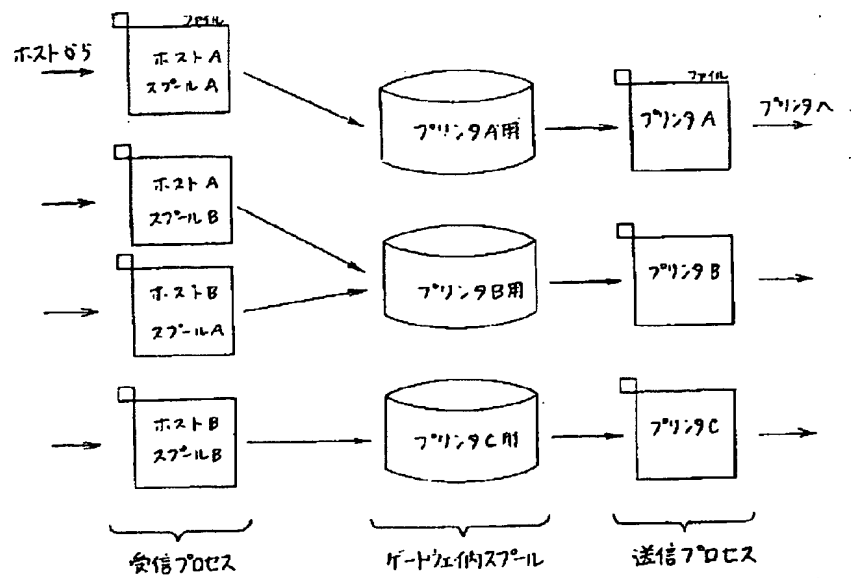 ホストから
ファイル
ホストA
スプールA
プリンタA用
ファイル
プリンタA
プリンタへ
ホストA
スプールB
ホストB
スプールA
プリンタB用
プリンタB
ホストB
スプールB
プリンタC用
プリンタC
受信プロセス
ゲートウェイ内スプール
送信プロセス